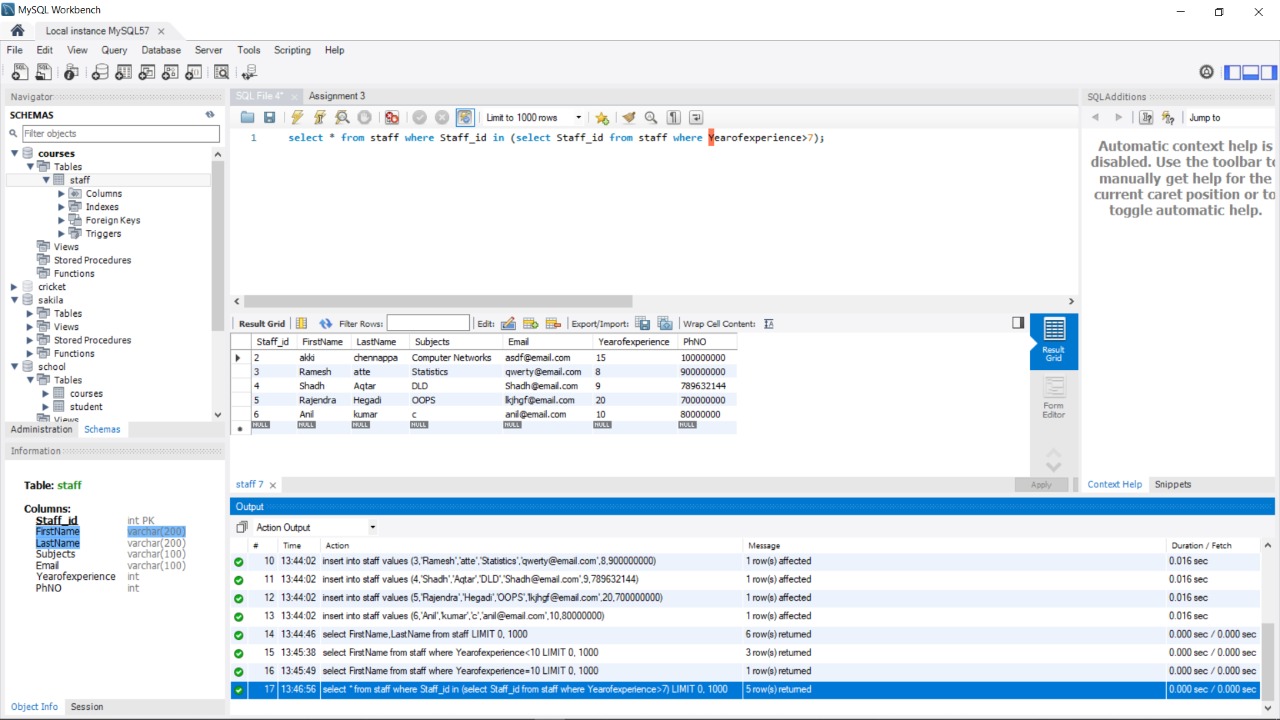 MySQL Workbench
Local instance MySQL57
File Edit View Query Database Server Tools Scripting Help
Navigator
SCHEMAS
Filter objects
courses
Tables
staff
Columns
Indexes
Foreign Keys
Triggers
Views
Stored Procedures
Functions
cricket
sakila
Tables
Views
Stored Procedures
Functions
school
Tables
courses
student
Views
Administration Schemas
Information
Table: staff
Columns:
Staff_id int PK
FirstName varchar(200)
LastName varchar(200)
Subjects varchar(100)
Email varchar(100)
Yearofexperience int
PhNO int
Object Info Session
SQL File 4* Assignment 3
Limit to 1000 rows
1 select * from staff where Staff_id in (select Staff_id from staff where Yearofexperience>7);
Result Grid Filter Rows: Edit: Export/Import: Wrap Cell Content:
Staff_id FirstName LastName Subjects Email Yearofexperience PhNO
2 akki chennappa Computer Networks asdf@email.com 15 100000000
3 Ramesh atte Statistics qwerty@email.com 8 900000000
4 Shadh Aqtar DLD Shadh@email.com 9 789632144
5 Rajendra Hegadi OOPS lkjhgf@email.com 20 700000000
6 Anil kumar c anil@email.com 10 80000000
NULL NULL NULL NULL NULL NULL NULL
Result Grid
Form Editor
staff 7
Apply
SQLAdditions
Jump to
Automatic context help is
disabled. Use the toolbar to
manually get help for the
current caret position or to
toggle automatic help.
Context Help Snippets
Output
Action Output
# Time Action Message Duration / Fetch
10 13:44:02 insert into staff values (3,'Ramesh','atte','Statistics','qwerty@email.com',8,900000000) 1 row(s) affected 0.016 sec
11 13:44:02 insert into staff values (4,'Shadh','Aqtar','DLD','Shadh@email.com',9,789632144) 1 row(s) affected 0.016 sec
12 13:44:02 insert into staff values (5,'Rajendra','Hegadi','OOPS','lkjhgf@email.com',20,700000000) 1 row(s) affected 0.016 sec
13 13:44:02 insert into staff values (6,'Anil','kumar','c','anil@email.com',10,80000000) 1 row(s) affected 0.016 sec
14 13:44:46 select FirstName,LastName from staff LIMIT 0, 1000 6 row(s) returned 0.000 sec / 0.000 sec
15 13:45:38 select FirstName from staff where Yearofexperience<10 LIMIT 0, 1000 3 row(s) returned 0.000 sec / 0.000 sec
16 13:45:49 select FirstName from staff where Yearofexperience=10 LIMIT 0, 1000 1 row(s) returned 0.000 sec / 0.000 sec
17 13:46:56 select * from staff where Staff_id in (select Staff_id from staff where Yearofexperience>7) LIMIT 0, 1000 5 row(s) returned 0.000 sec / 0.000 sec